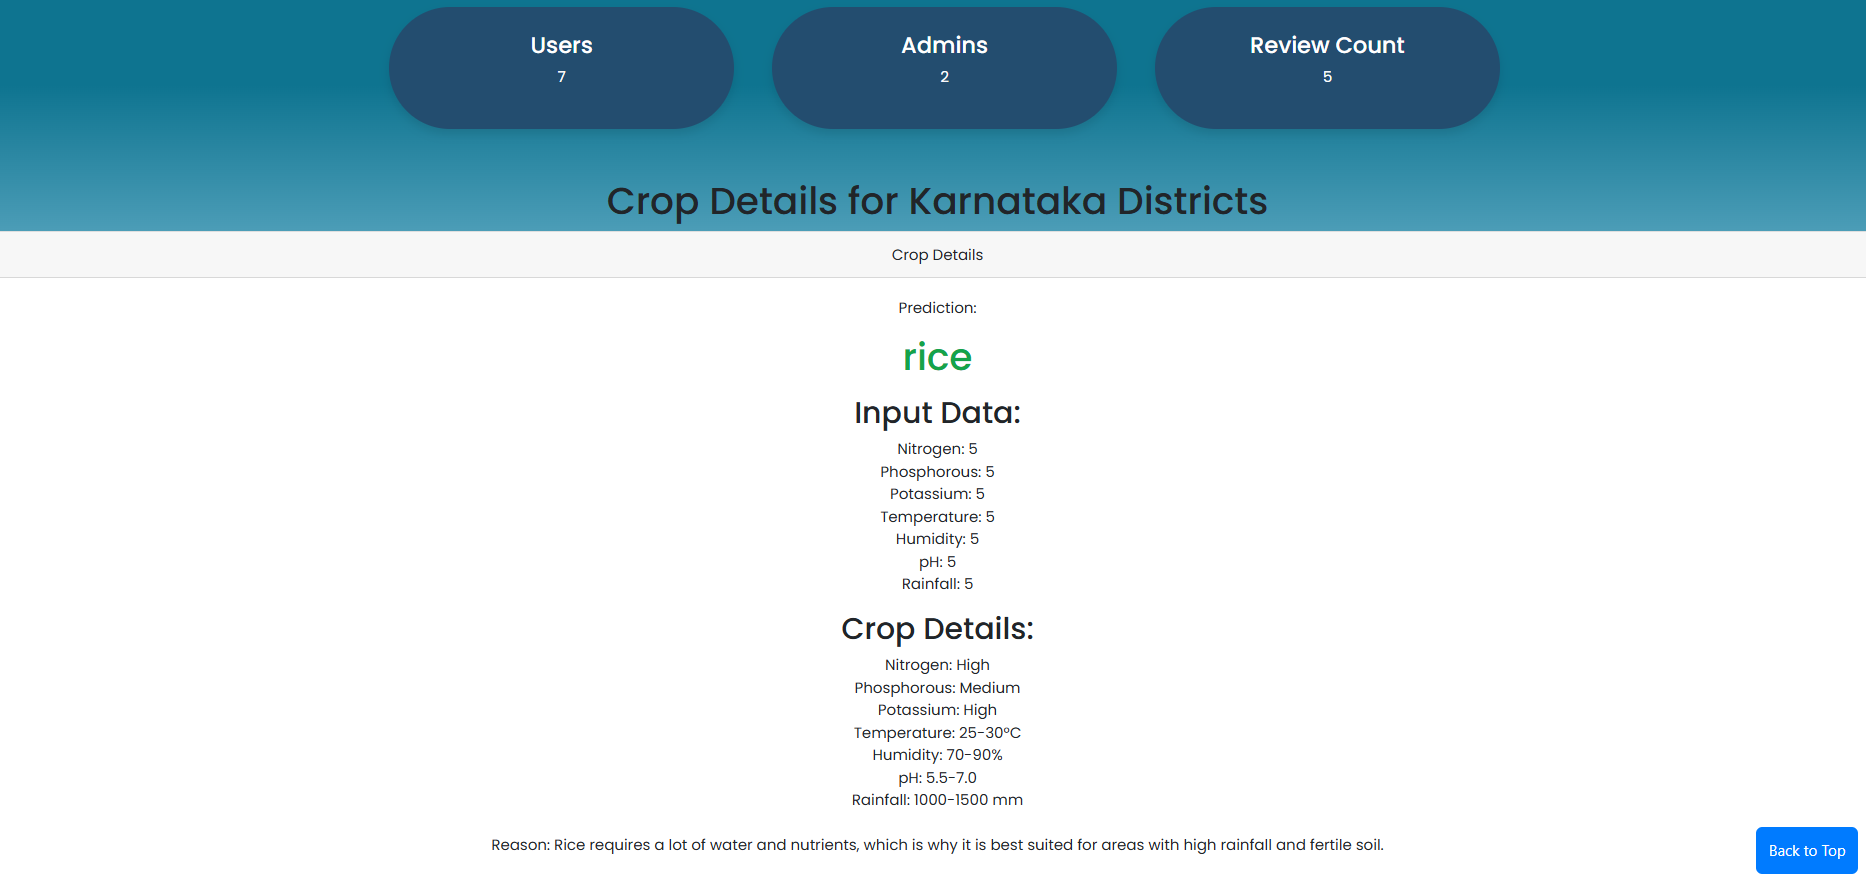 Users
7
Admins
2
Review Count
5
Crop Details for Karnataka Districts
Crop Details
Prediction:
rice
Input Data:
Nitrogen: 5
Phosphorous: 5
Potassium: 5
Temperature: 5
Humidity: 5
pH: 5
Rainfall: 5
Crop Details:
Nitrogen: High
Phosphorous: Medium
Potassium: High
Temperature: 25-30°C
Humidity: 70-90%
pH: 5.5-7.0
Rainfall: 1000-1500 mm
Reason: Rice requires a lot of water and nutrients, which is why it is best suited for areas with high rainfall and fertile soil.
Back to Top